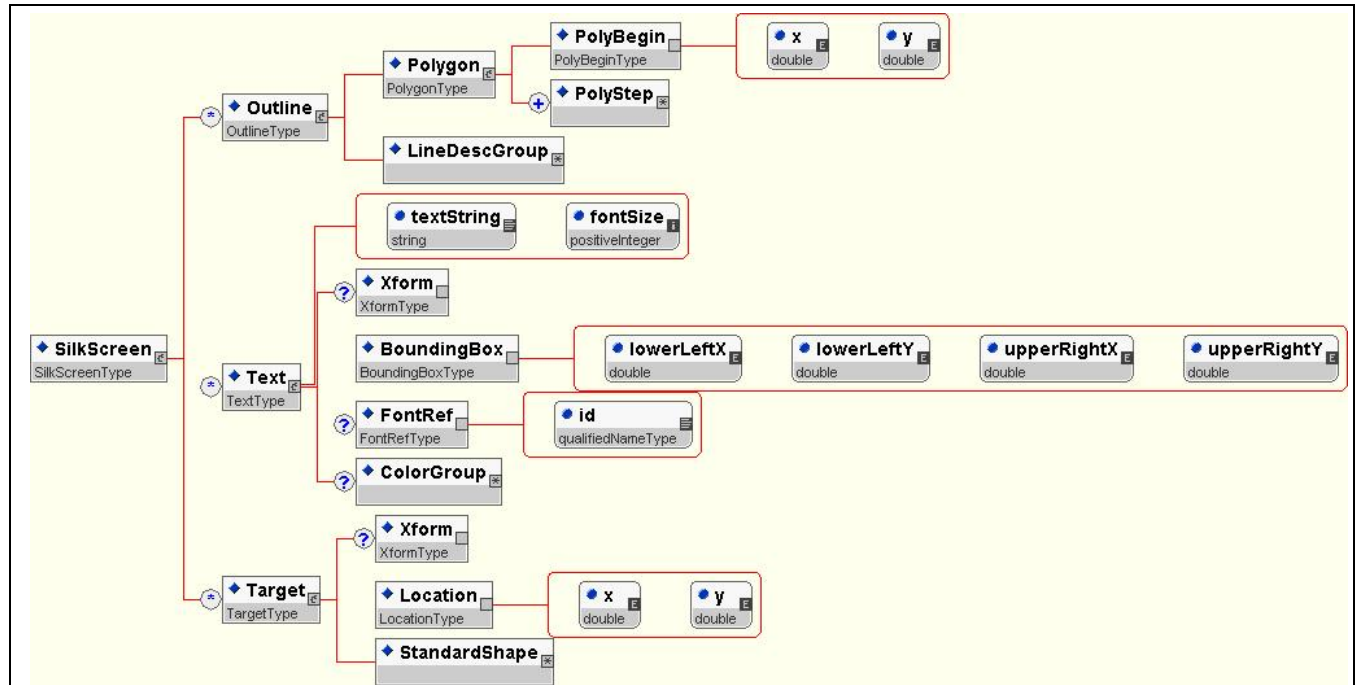 PolyBegin
PolyBeginType
x
double
y
double
Polygon
PolygonType
PolyStep
Outline
OutlineType
LineDescGroup
textString
string
fontSize
positiveInteger
Xform
XformType
SilkScreen
SilkScreenType
Text
TextType
BoundingBox
BoundingBoxType
lowerLeftX
double
lowerLeftY
double
upperRightX
double
upperRightY
double
FontRef
FontRefType
id
qualifiedNameType
ColorGroup
Xform
XformType
Target
TargetType
Location
LocationType
x
double
y
double
StandardShape